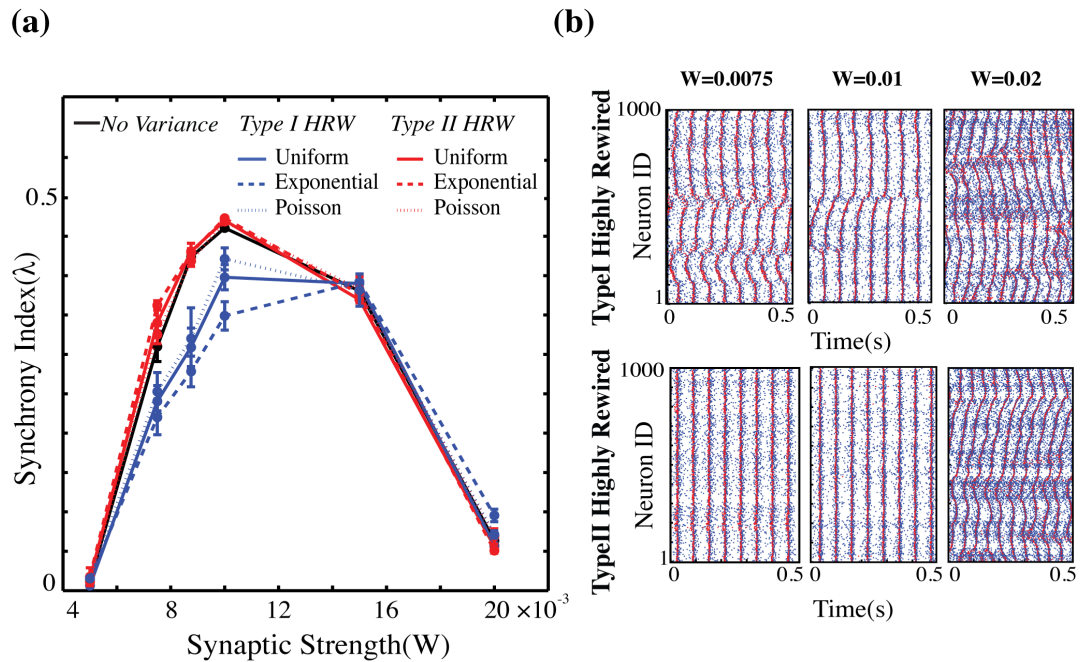 (a)
No Variance Type I HRW Type II HRW
Uniform Uniform
Exponential Exponential
Poisson Poisson
Synchrony Index(λ)
0.5
0
4 8 12 16 20 ×10⁻³
Synaptic Strength(W)
(b)
W=0.0075 W=0.01 W=0.02
TypeI Highly Rewired
Neuron ID
1000
1
0 0.5 0 0.5 0 0.5
Time(s)
TypeII Highly Rewired
Neuron ID
1000
1
0 0.5 0 0.5 0 0.5
Time(s)